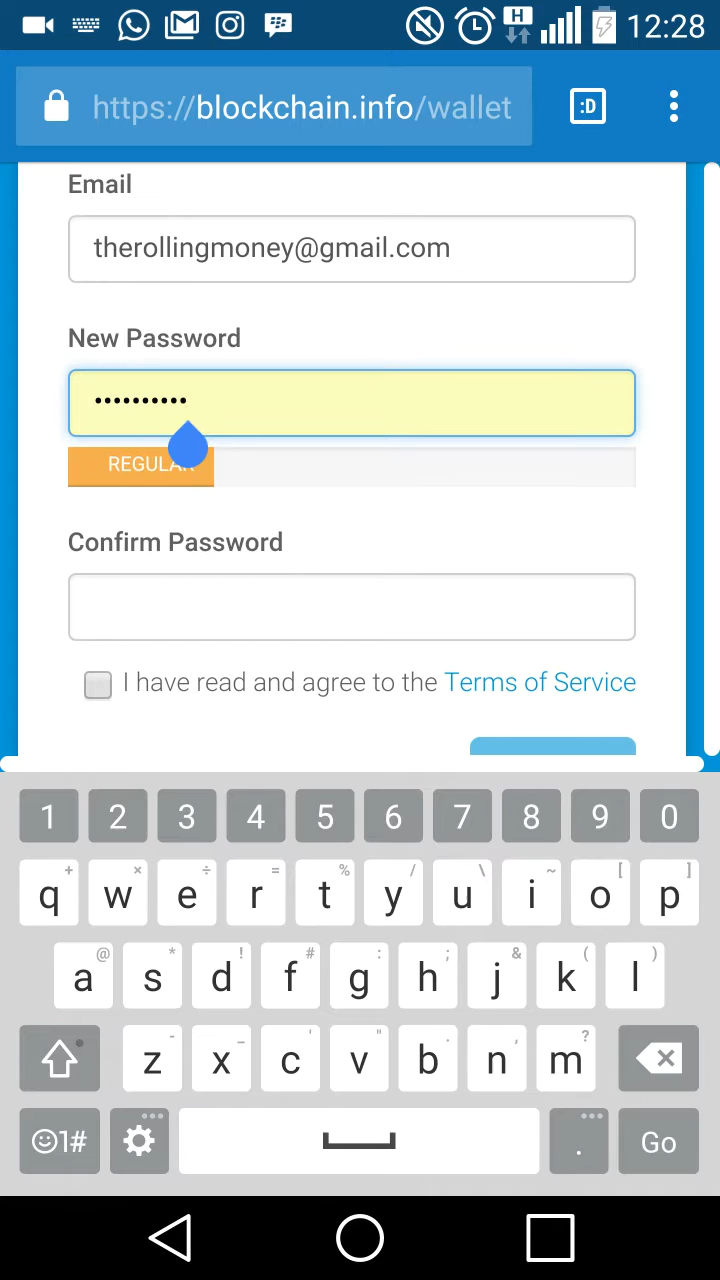 H 12:28
https://blockchain.info/wallet :D
Email
therollingmoney@gmail.com
New Password
••••••••••
REGULAR
Confirm Password
I have read and agree to the Terms of Service
1 2 3 4 5 6 7 8 9 0
+ × ÷ = % / \ ~ [ ]
q w e r t y u i o p
@ * ! # : ; & ( )
a s d f g h j k l
- _ ' " . , ?
z x c v b n m
☺1# . Go